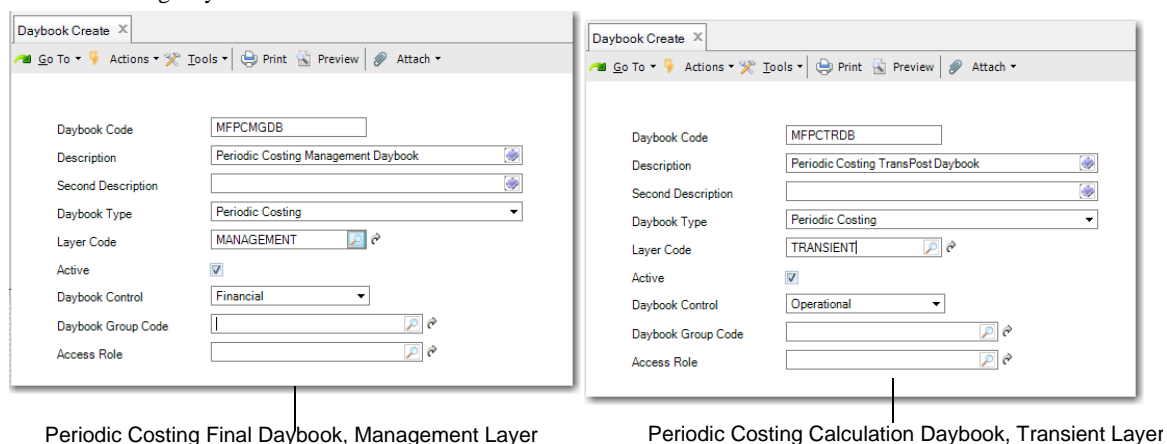 Daybook Create X
Go To Actions Tools Print Preview Attach
Daybook Code MFPCMGDB
Description Periodic Costing Management Daybook
Second Description
Daybook Type Periodic Costing
Layer Code MANAGEMENT
Active
Daybook Control Financial
Daybook Group Code
Access Role
Periodic Costing Final Daybook, Management Layer
Daybook Create X
Go To Actions Tools Print Preview Attach
Daybook Code MFPCTRDB
Description Periodic Costing TransPost Daybook
Second Description
Daybook Type Periodic Costing
Layer Code TRANSIENT
Active
Daybook Control Operational
Daybook Group Code
Access Role
Periodic Costing Calculation Daybook, Transient Layer